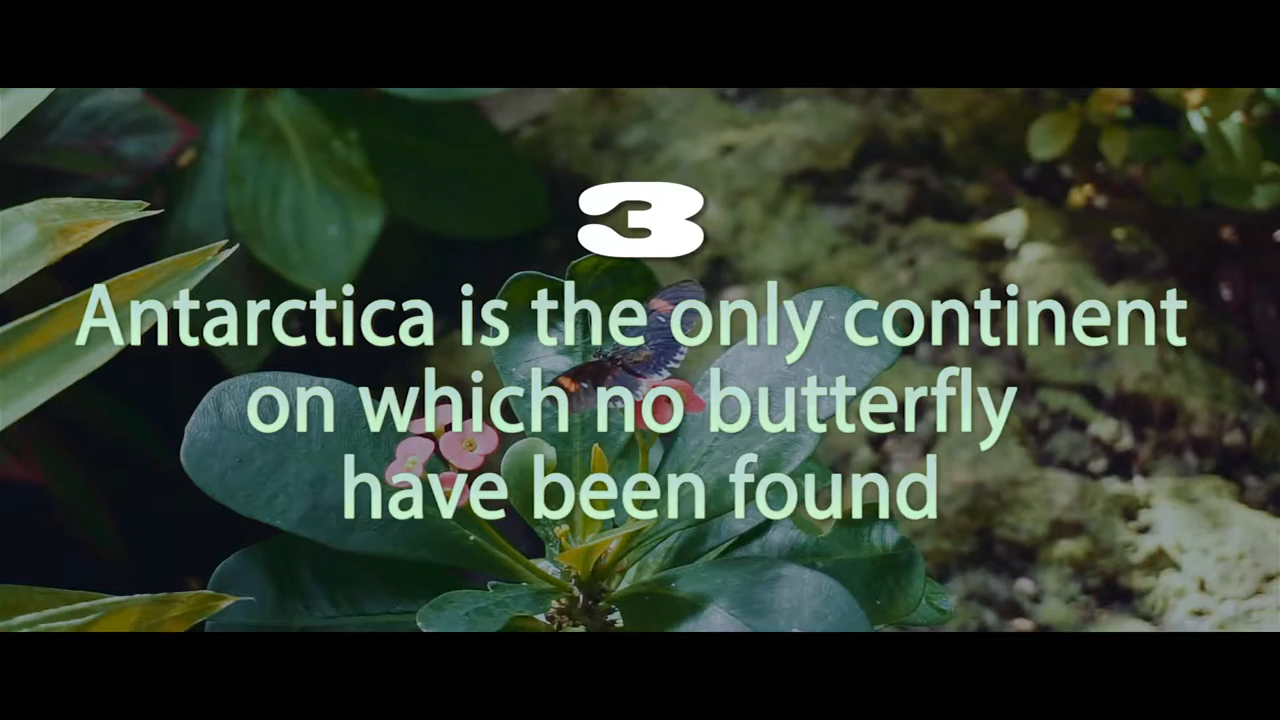 3
Antarctica is the only continent
on which no butterfly
have been found